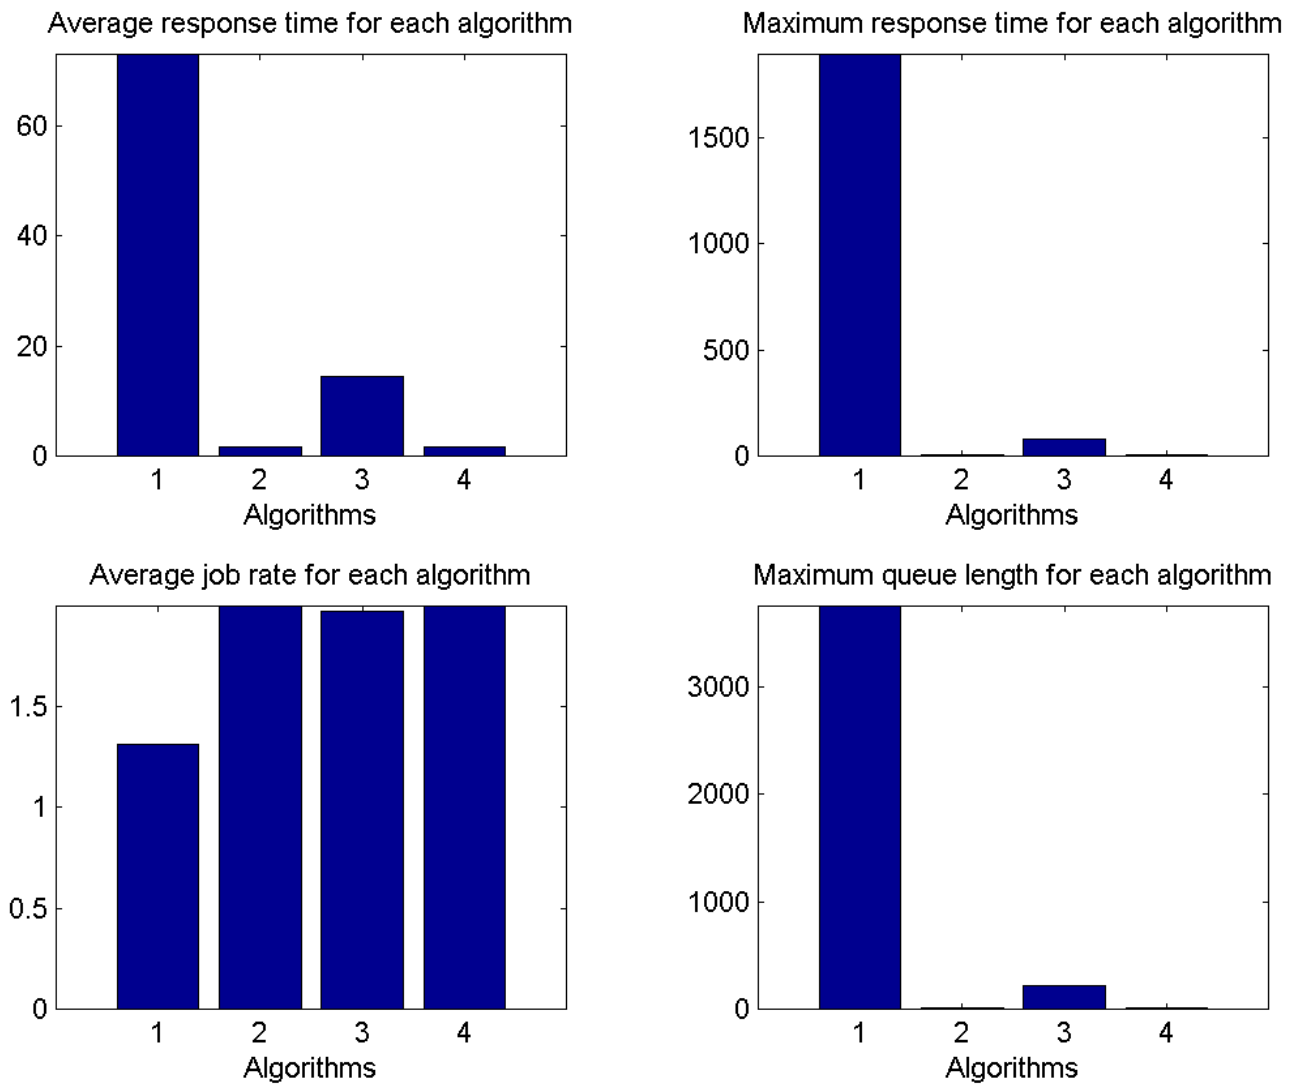 Average response time for each algorithm
60
40
20
0
1 2 3 4
Algorithms
Maximum response time for each algorithm
1500
1000
500
0
1 2 3 4
Algorithms
Average job rate for each algorithm
1.5
1
0.5
0
1 2 3 4
Algorithms
Maximum queue length for each algorithm
3000
2000
1000
0
1 2 3 4
Algorithms